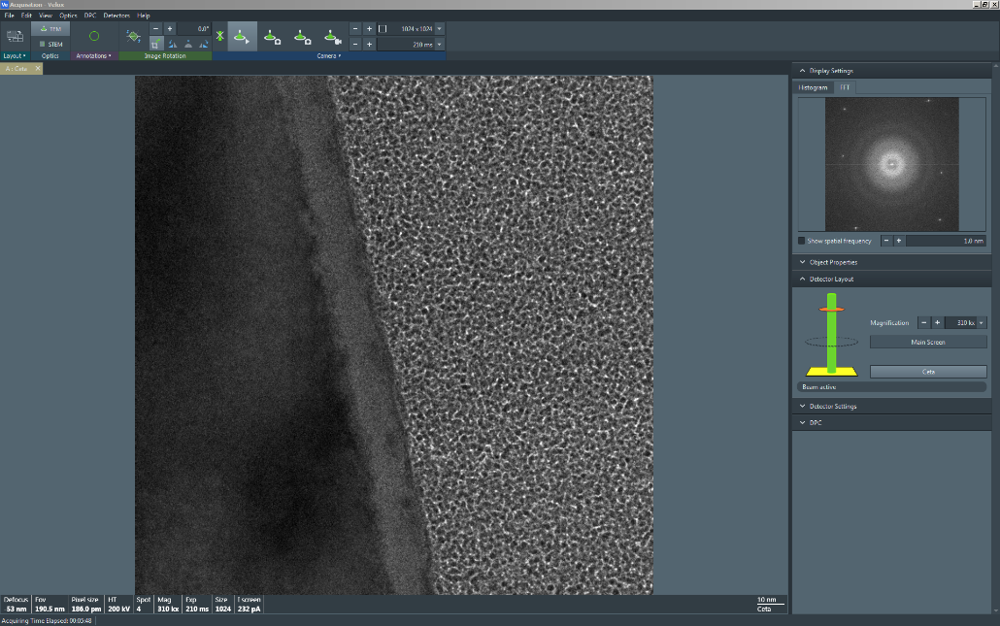 Ve Acquisition - Velox
File Edit View Optics DPC Detectors Help
TEM
STEM
0.0°
1024 x 1024
210 ms
Layout Optics Annotations Image Rotation Camera
A : Ceta
Display Settings
Histogram FFT
Show spatial frequency 1.0 nm
Object Properties
Detector Layout
Magnification 310 kx
Main Screen
Ceta
Beam active
Detector Settings
DPC
Defocus Fov Pixel size HT Spot Mag Exp Size I screen
-53 nm 190.5 nm 186.0 pm 200 kV 4 310 kx 210 ms 1024 232 pA
10 nm
Ceta
Acquiring Time Elapsed: 00:05:48